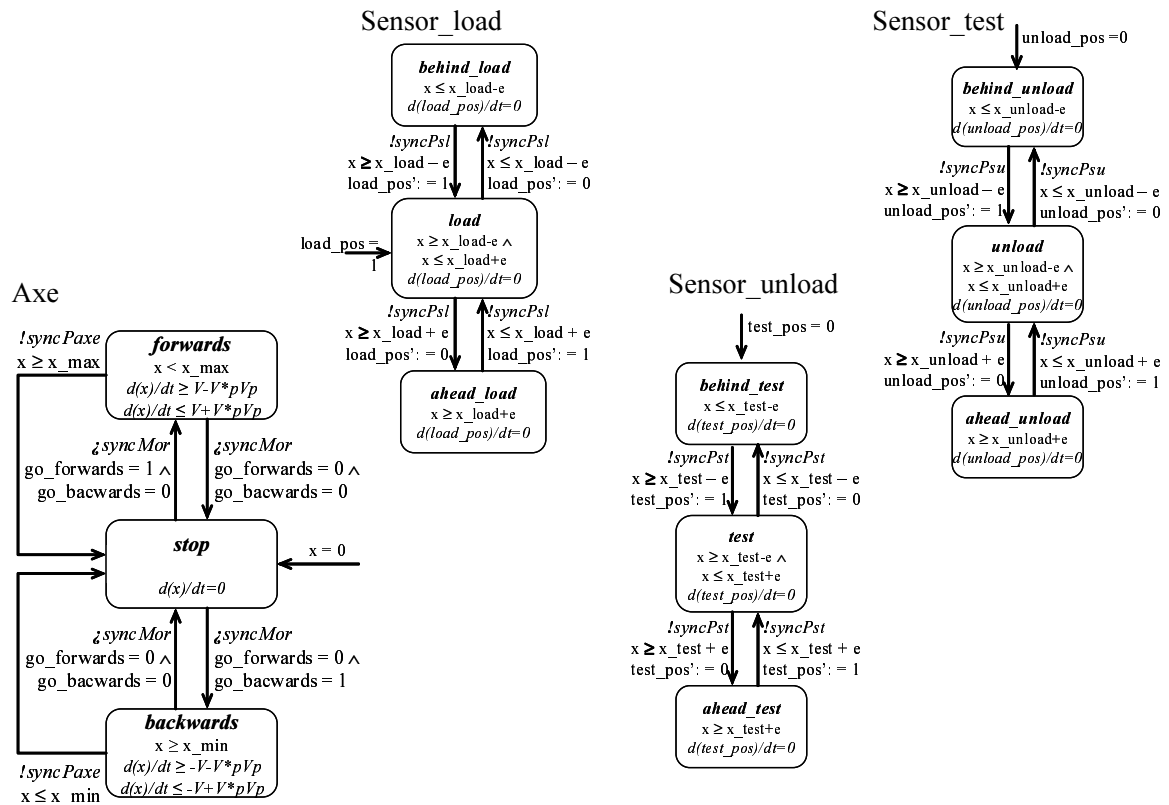 Sensor_load
behind_load
x ≤ x_load-e
d(load_pos)/dt=0
!syncPsl
x ≥ x_load – e
load_pos': = 1
!syncPsl
x ≤ x_load – e
load_pos': = 0
load_pos =
1
load
x ≥ x_load-e ∧
x ≤ x_load+e
d(load_pos)/dt=0
!syncPsl
x ≥ x_load + e
load_pos': = 0
!syncPsl
x ≤ x_load + e
load_pos': = 1
ahead_load
x ≥ x_load+e
d(load_pos)/dt=0
Sensor_test
unload_pos =0
behind_unload
x ≤ x_unload-e
d(unload_pos)/dt=0
!syncPsu
x ≥ x_unload – e
unload_pos': = 1
!syncPsu
x ≤ x_unload – e
unload_pos': = 0
unload
x ≥ x_unload-e ∧
x ≤ x_unload+e
d(unload_pos)/dt=0
!syncPsu
x ≥ x_unload + e
unload_pos': = 0
!syncPsu
x ≤ x_unload + e
unload_pos': = 1
ahead_unload
x ≥ x_unload+e
d(unload_pos)/dt=0
Sensor_unload
test_pos = 0
behind_test
x ≤ x_test-e
d(test_pos)/dt=0
!syncPst
x ≥ x_test – e
test_pos': = 1
!syncPst
x ≤ x_test – e
test_pos': = 0
test
x ≥ x_test-e ∧
x ≤ x_test+e
d(test_pos)/dt=0
!syncPst
x ≥ x_test + e
test_pos': = 0
!syncPst
x ≤ x_test + e
test_pos': = 1
ahead_test
x ≥ x_test+e
d(test_pos)/dt=0
Axe
!syncPaxe
x ≥ x_max
forwards
x < x_max
d(x)/dt ≥ V-V*pVp
d(x)/dt ≤ V+V*pVp
¿syncMor
go_forwards = 1 ∧
go_bacwards = 0
¿syncMor
go_forwards = 0 ∧
go_bacwards = 0
stop
d(x)/dt=0
x = 0
¿syncMor
go_forwards = 0 ∧
go_bacwards = 0
¿syncMor
go_forwards = 0 ∧
go_bacwards = 1
backwards
x ≥ x_min
d(x)/dt ≥ -V-V*pVp
d(x)/dt ≤ -V+V*pVp
!syncPaxe
x ≤ x_min